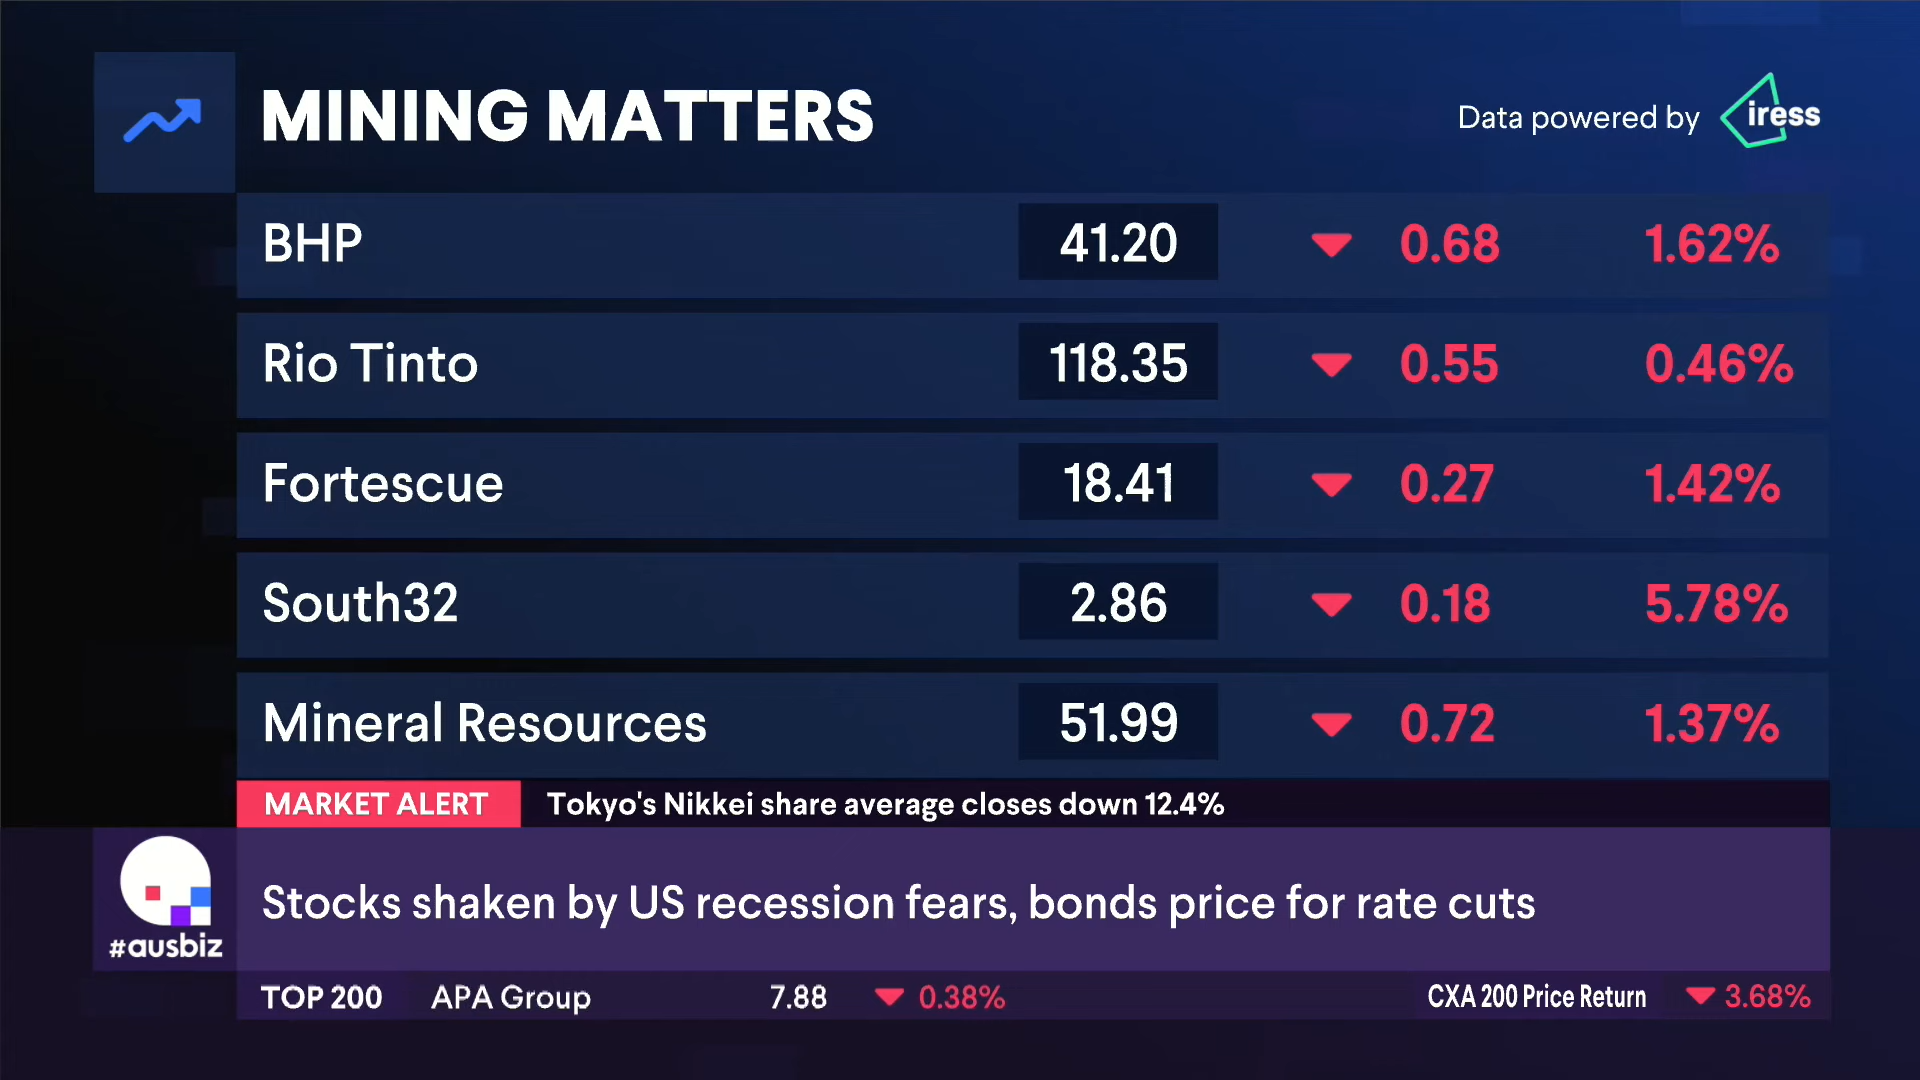 MINING MATTERS
Data powered by iress
BHP 41.20 0.68 1.62%
Rio Tinto 118.35 0.55 0.46%
Fortescue 18.41 0.27 1.42%
South32 2.86 0.18 5.78%
Mineral Resources 51.99 0.72 1.37%
MARKET ALERT Tokyo's Nikkei share average closes down 12.4%
Stocks shaken by US recession fears, bonds price for rate cuts
#ausbiz
TOP 200 APA Group 7.88 0.38% CXA 200 Price Return 3.68%